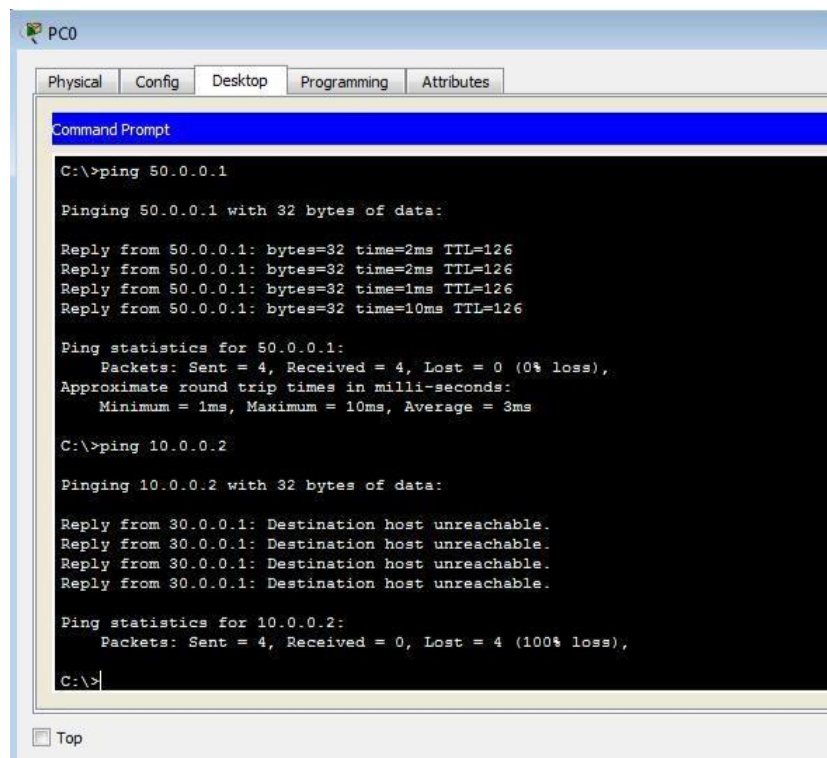 PC0
Physical Config Desktop Programming Attributes
Command Prompt
C:\>ping 50.0.0.1
Pinging 50.0.0.1 with 32 bytes of data:
Reply from 50.0.0.1: bytes=32 time=2ms TTL=126
Reply from 50.0.0.1: bytes=32 time=2ms TTL=126
Reply from 50.0.0.1: bytes=32 time=1ms TTL=126
Reply from 50.0.0.1: bytes=32 time=10ms TTL=126
Ping statistics for 50.0.0.1:
Packets: Sent = 4, Received = 4, Lost = 0 (0% loss),
Approximate round trip times in milli-seconds:
Minimum = 1ms, Maximum = 10ms, Average = 3ms
C:\>ping 10.0.0.2
Pinging 10.0.0.2 with 32 bytes of data:
Reply from 30.0.0.1: Destination host unreachable.
Reply from 30.0.0.1: Destination host unreachable.
Reply from 30.0.0.1: Destination host unreachable.
Reply from 30.0.0.1: Destination host unreachable.
Ping statistics for 10.0.0.2:
Packets: Sent = 4, Received = 0, Lost = 4 (100% loss),
C:\>
Top